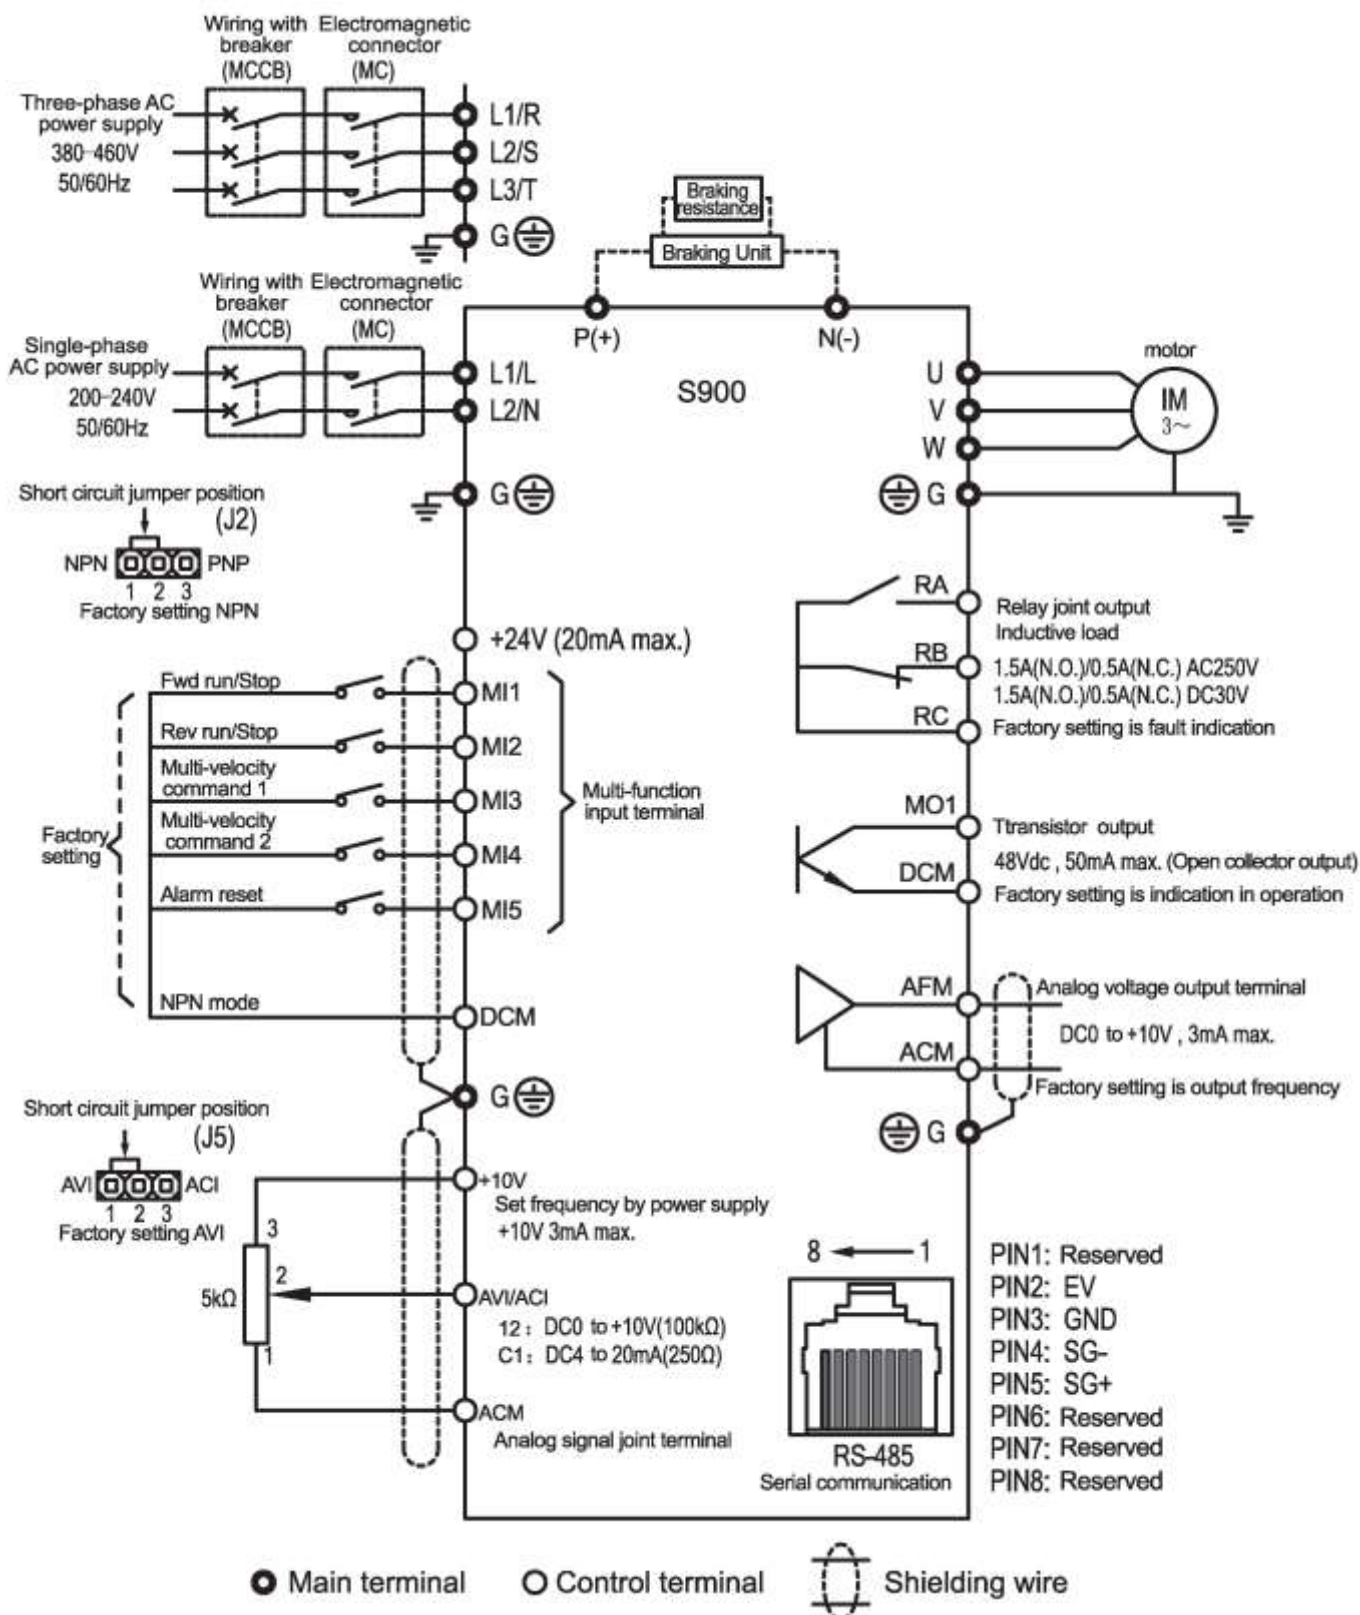 Wiring with
breaker
(MCCB)
Electromagnetic
connector
(MC)
Three-phase AC
power supply
380-460V
50/60Hz
L1/R
L2/S
L3/T
G
Braking
resistance
Braking Unit
P(+)
N(-)
Wiring with
breaker
(MCCB)
Electromagnetic
connector
(MC)
Single-phase
AC power supply
200-240V
50/60Hz
L1/L
L2/N
G
S900
U
V
W
G
motor
IM
3~
Short circuit jumper position
(J2)
NPN
PNP
1 2 3
Factory setting NPN
+24V (20mA max.)
Factory
setting
Fwd run/Stop
MI1
Rev run/Stop
MI2
Multi-velocity
command 1
MI3
Multi-velocity
command 2
MI4
Alarm reset
MI5
Multi-function
input terminal
NPN mode
DCM
G
RA
Relay joint output
Inductive load
RB
1.5A(N.O.)/0.5A(N.C.) AC250V
1.5A(N.O.)/0.5A(N.C.) DC30V
RC
Factory setting is fault indication
MO1
Ttransistor output
48Vdc , 50mA max. (Open collector output)
DCM
Factory setting is indication in operation
AFM
Analog voltage output terminal
DC0 to +10V , 3mA max.
ACM
Factory setting is output frequency
G
Short circuit jumper position
(J5)
AVI
ACI
1 2 3
Factory setting AVI
3
2
5kΩ
1
+10V
Set frequency by power supply
+10V 3mA max.
AVI/ACI
12: DC0 to +10V(100kΩ)
C1: DC4 to 20mA(250Ω)
ACM
Analog signal joint terminal
8
1
RS-485
Serial communication
PIN1: Reserved
PIN2: EV
PIN3: GND
PIN4: SG-
PIN5: SG+
PIN6: Reserved
PIN7: Reserved
PIN8: Reserved
Main terminal
Control terminal
Shielding wire